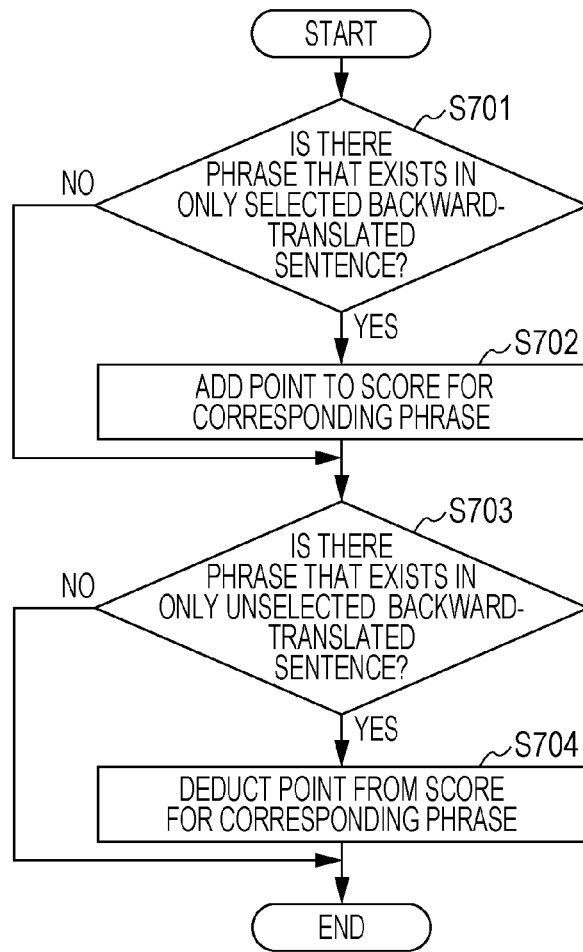 START
S701
IS THERE
PHRASE THAT EXISTS IN
ONLY SELECTED BACKWARD-
TRANSLATED
SENTENCE?
NO
YES
S702
ADD POINT TO SCORE FOR
CORRESPONDING PHRASE
S703
IS THERE
PHRASE THAT EXISTS IN
ONLY UNSELECTED BACKWARD-
TRANSLATED
SENTENCE?
NO
YES
S704
DEDUCT POINT FROM SCORE
FOR CORRESPONDING PHRASE
END